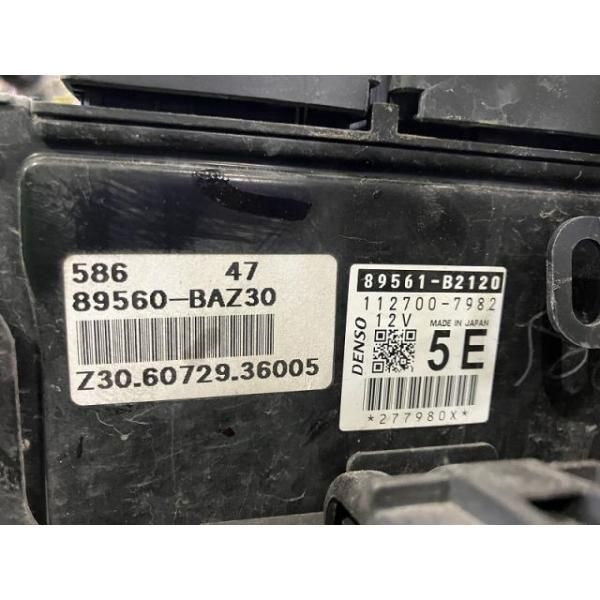 586 47
89560-BAZ30
Z30.60729.36005
89561-B2120
112700-7982
12V MADE IN JAPAN
DENSO
5E
*277980X*